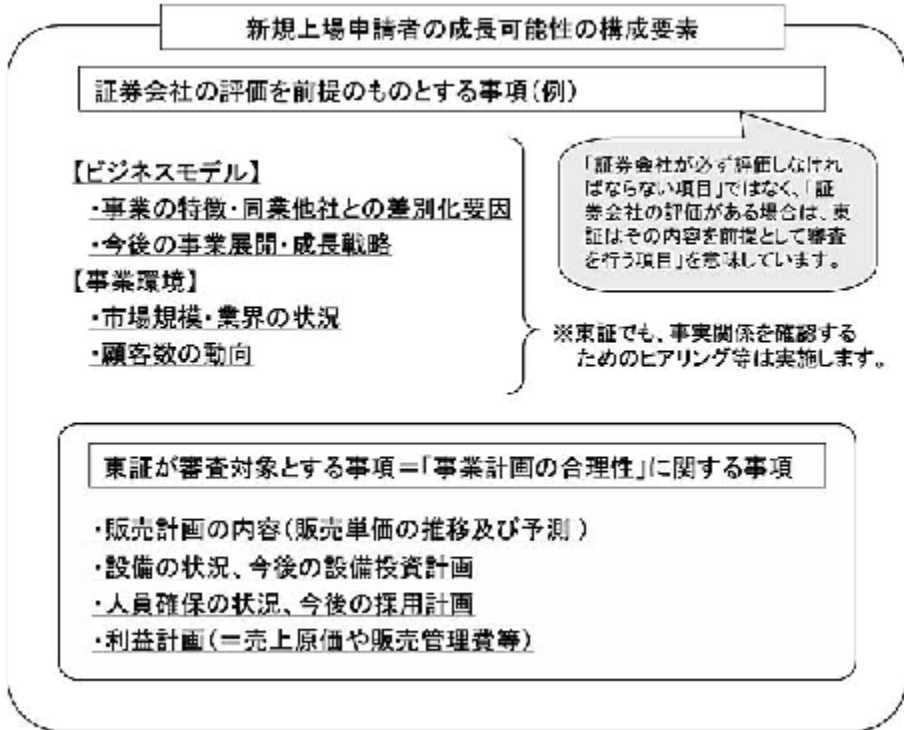 新規上場申請者の成長可能性の構成要素
証券会社の評価を前提のものとする事項(例)
【ビジネスモデル】
・事業の特徴・同業他社との差別化要因
・今後の事業展開・成長戦略
【事業環境】
・市場規模・業界の状況
・顧客数の動向
「証券会社が必ず評価しなけれ
ばならない項目」ではなく、「証
券会社の評価がある場合は、東
証はその内容を前提として審査
を行う項目」を意味しています。
※東証でも、事実関係を確認する
ためのヒアリング等は実施します。
東証が審査対象とする事項＝「事業計画の合理性」に関する事項
・販売計画の内容(販売単価の推移及び予測 )
・設備の状況、今後の設備投資計画
・人員確保の状況、今後の採用計画
・利益計画(＝売上原価や販売管理費等)